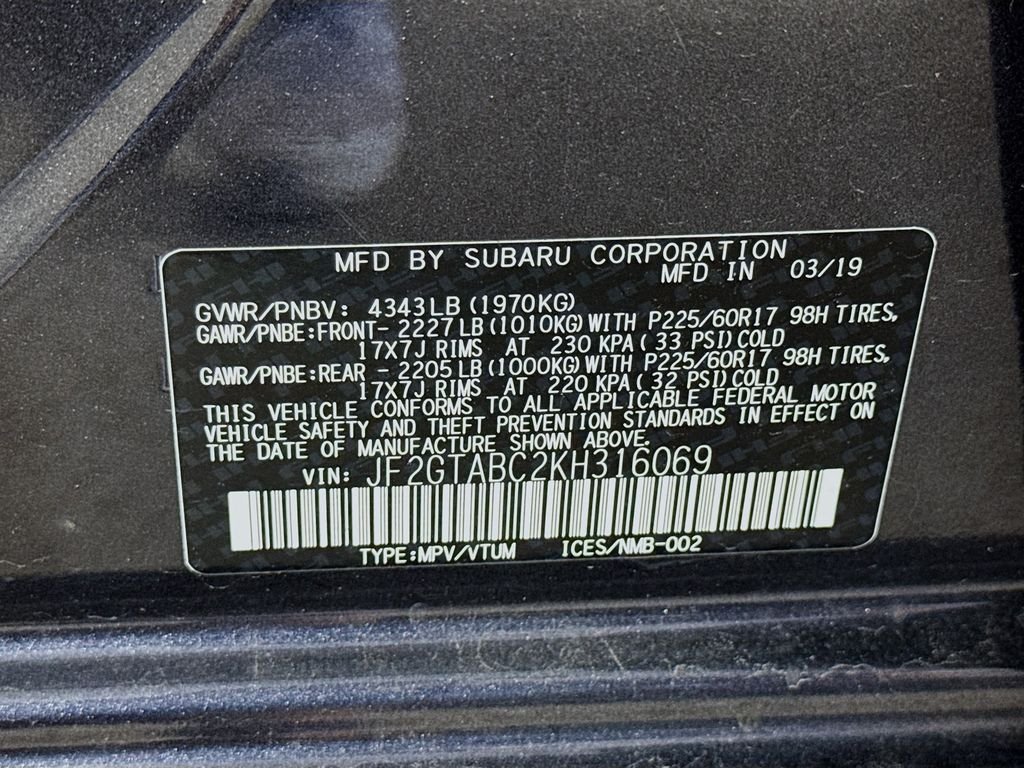 MFD BY SUBARU CORPORATION
MFD IN 03/19
GVWR/PNBV: 4343LB (1970KG)
GAWR/PNBE:FRONT- 2227LB (1010KG) WITH P225/60R17 98H TIRES,
17X7J RIMS AT 230 KPA ( 33 PSI) COLD
GAWR/PNBE:REAR - 2205LB (1000KG) WITH P225/60R17 98H TIRES,
17X7J RIMS AT 220 KPA ( 32 PSI) COLD
THIS VEHICLE CONFORMS TO ALL APPLICABLE FEDERAL MOTOR
VEHICLE SAFETY AND THEFT PREVENTION STANDARDS IN EFFECT ON
THE DATE OF MANUFACTURE SHOWN ABOVE.
VIN: JF2GTABC2KH316069
TYPE:MPV/VTUM ICES/NMB-002